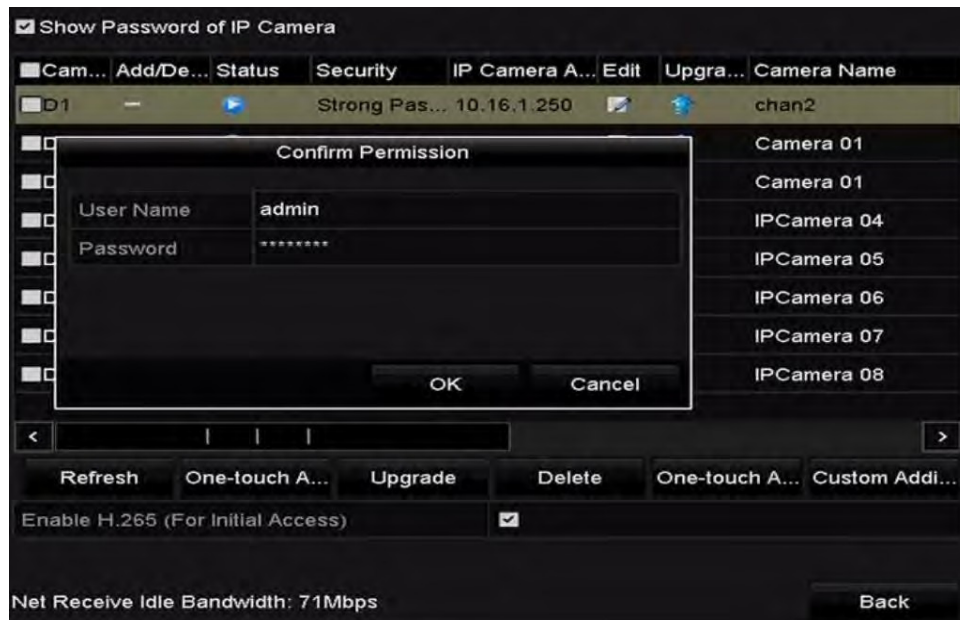 Show Password of IP Camera
Cam... Add/De... Status Security IP Camera A... Edit Upgra... Camera Name
D1 Strong Pas... 10.16.1.250 chan2
D Camera 01
Confirm Permission
D Camera 01
User Name admin
D IPCamera 04
Password ********
D IPCamera 05
D IPCamera 06
D IPCamera 07
D IPCamera 08
OK Cancel
< >
Refresh One-touch A... Upgrade Delete One-touch A... Custom Addi...
Enable H.265 (For Initial Access)
Net Receive Idle Bandwidth: 71Mbps Back